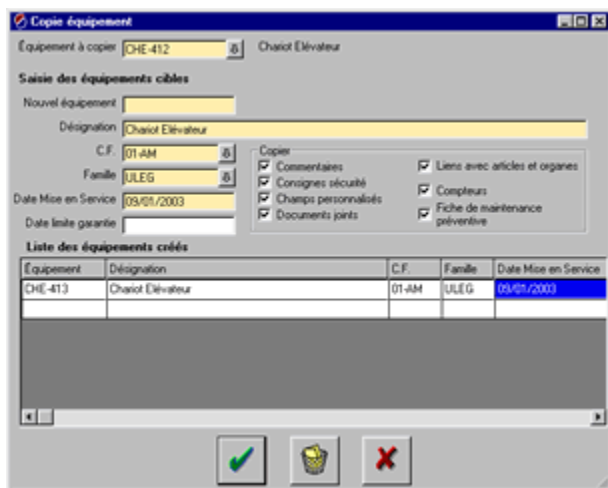 Copie équipement
Équipement à copier CHE-412 Chariot Elévateur
Saisie des équipements cibles
Nouvel équipement
Désignation Chariot Elévateur
C.F. 01-AM
Famille ULEG
Date Mise en Service 09/01/2003
Date limite garantie
Copier
Commentaires
Consignes sécurité
Champs personnalisés
Documents joints
Liens avec articles et organes
Compteurs
Fiche de maintenance
préventive
Liste des équipements créés
Équipement Désignation C.F. Famille Date Mise en Service
CHE-413 Chariot Elévateur 01-AM ULEG 09/01/2003